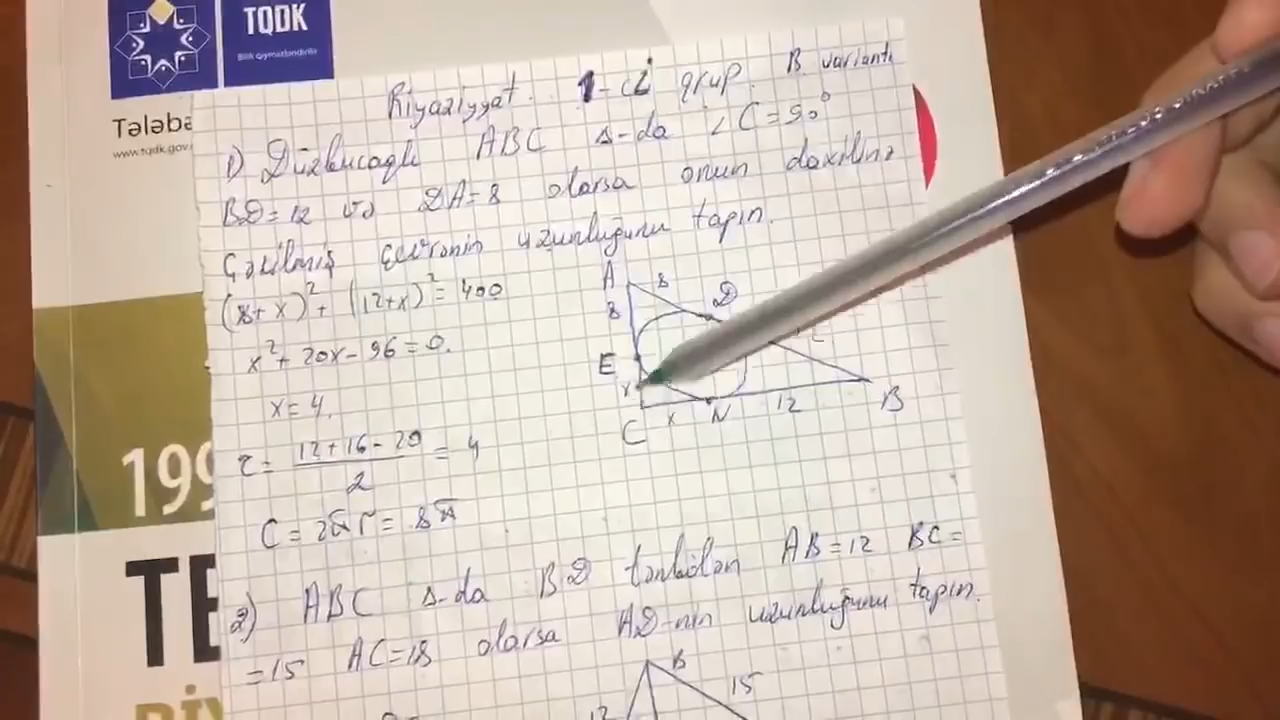 TQDK
Bilik qiymətləndirilir
Tələbə
www.tqdk.gov.
Riyaziyyat. 1-ci qrup. B variantı
1) Düzbucaqlı ABC Δ-da ∠C=90°
BD=12 və DA=8 olarsa onun daxilinə
çəkilmiş çevrənin uzunluğunu tapın.
(8+x)²+(12+x)²=400
x²+20x-96=0.
x=4.
r=(12+16-20)/2=4
C=2πr=8π
A 8 D
8
E
x
C x N 12 B
2) ABC Δ-da BD tənbölən AB=12 BC=
=15 AC=18 olarsa AD-nin uzunluğunu tapın.
B
12 15
199
TE
RİY